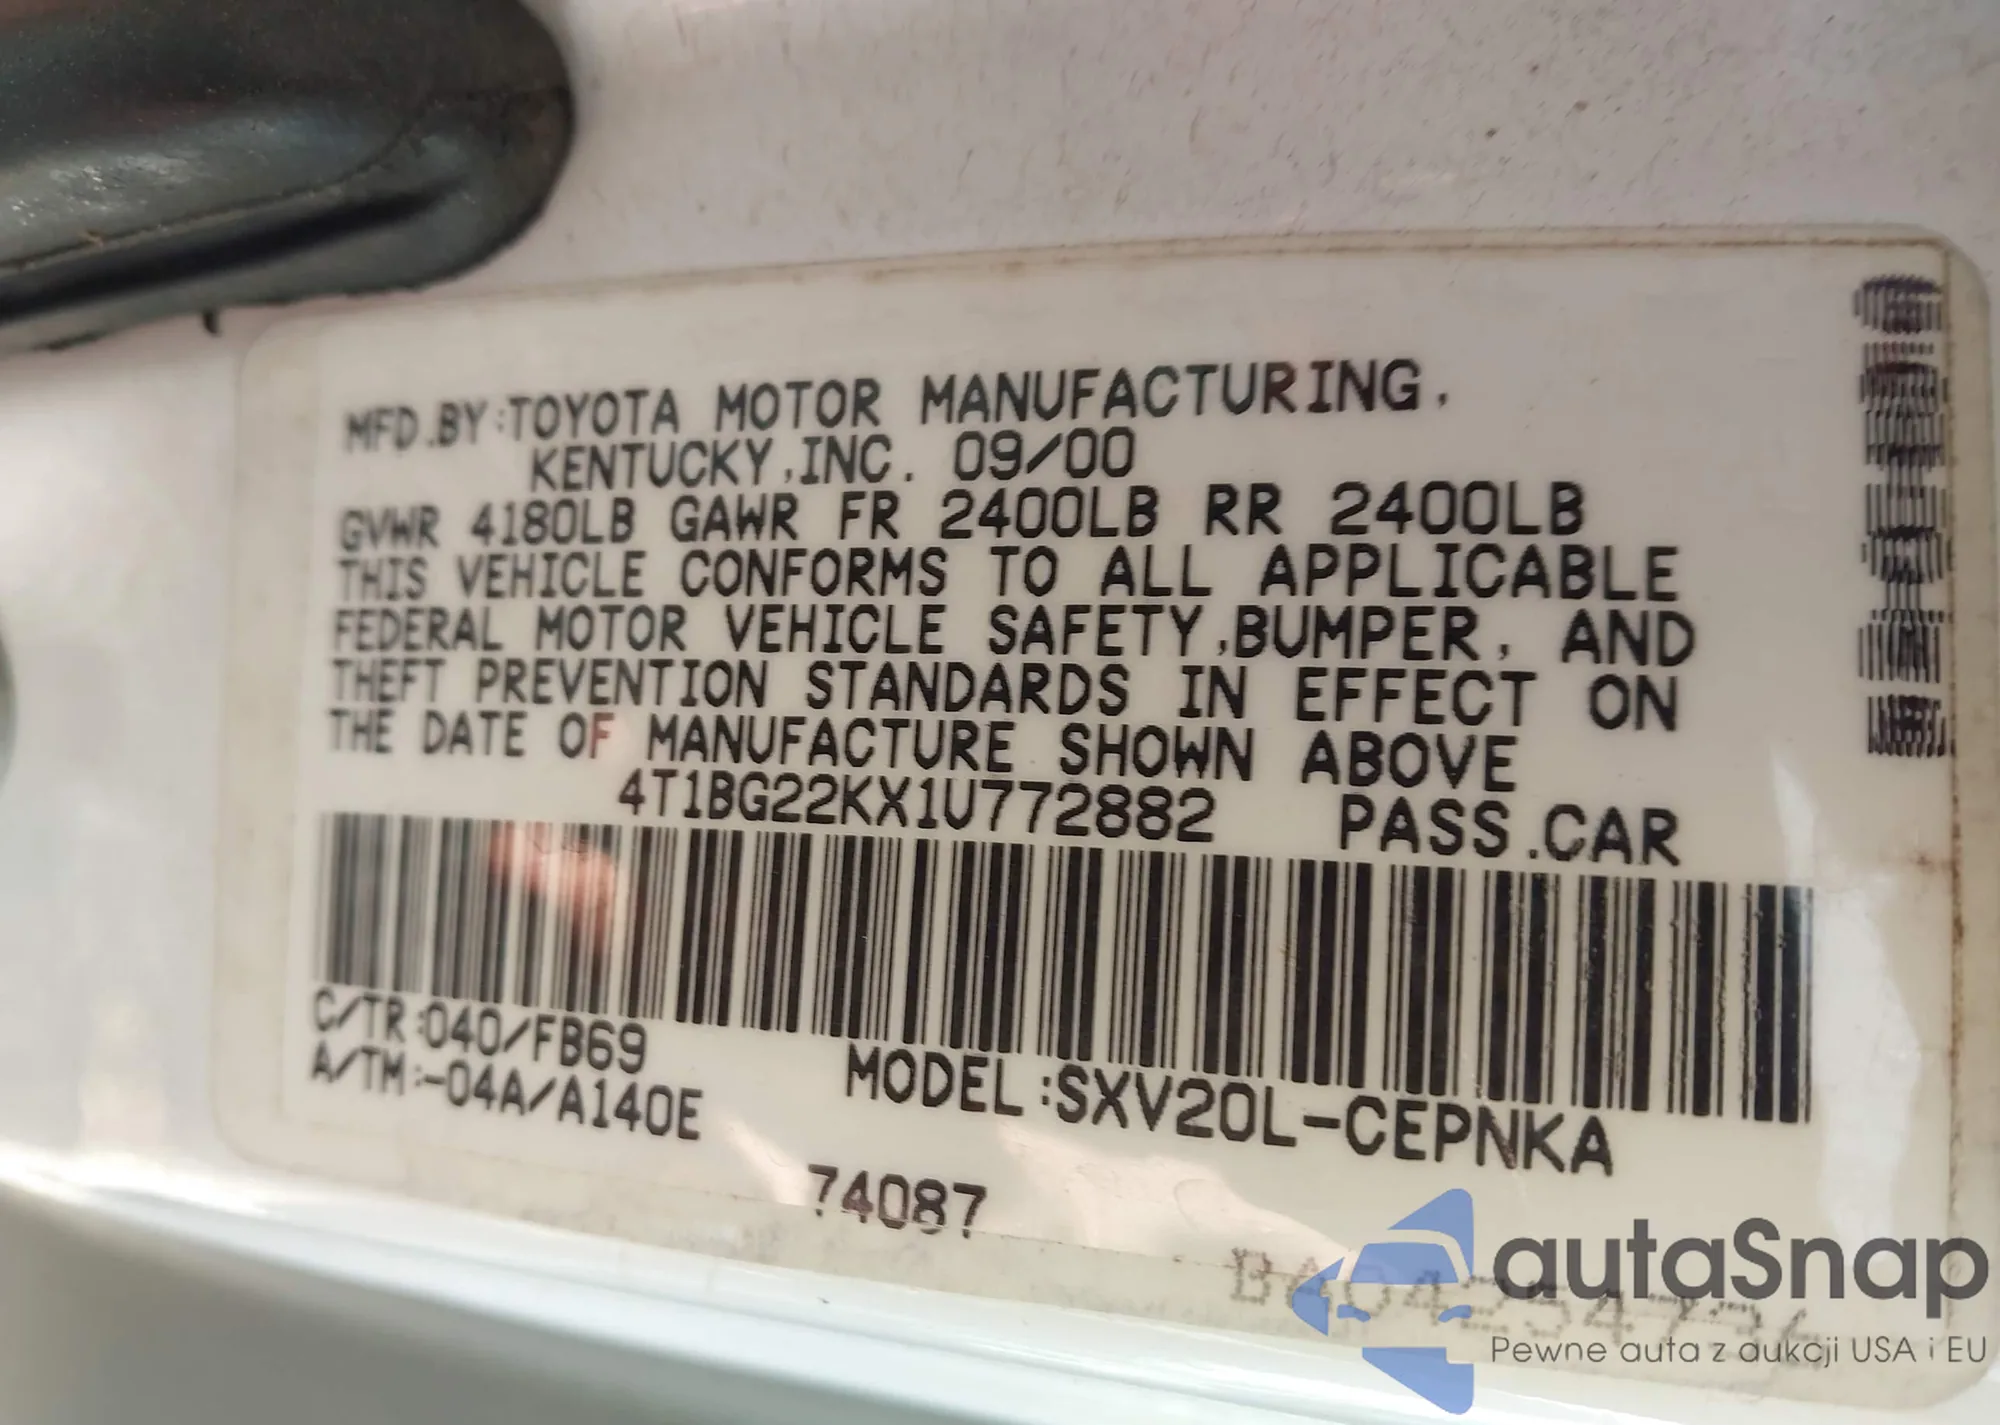 MFD.BY:TOYOTA MOTOR MANUFACTURING,
KENTUCKY,INC. 09/00
GVWR 4180LB GAWR FR 2400LB RR 2400LB
THIS VEHICLE CONFORMS TO ALL APPLICABLE
FEDERAL MOTOR VEHICLE SAFETY,BUMPER, AND
THEFT PREVENTION STANDARDS IN EFFECT ON
THE DATE OF MANUFACTURE SHOWN ABOVE
4T1BG22KX1U772882 PASS.CAR
C/TR:040/FB69
A/TM:-04A/A140E
MODEL:SXV20L-CEPNKA
74087
autaSnap
Pewne auta z aukcji USA i EU